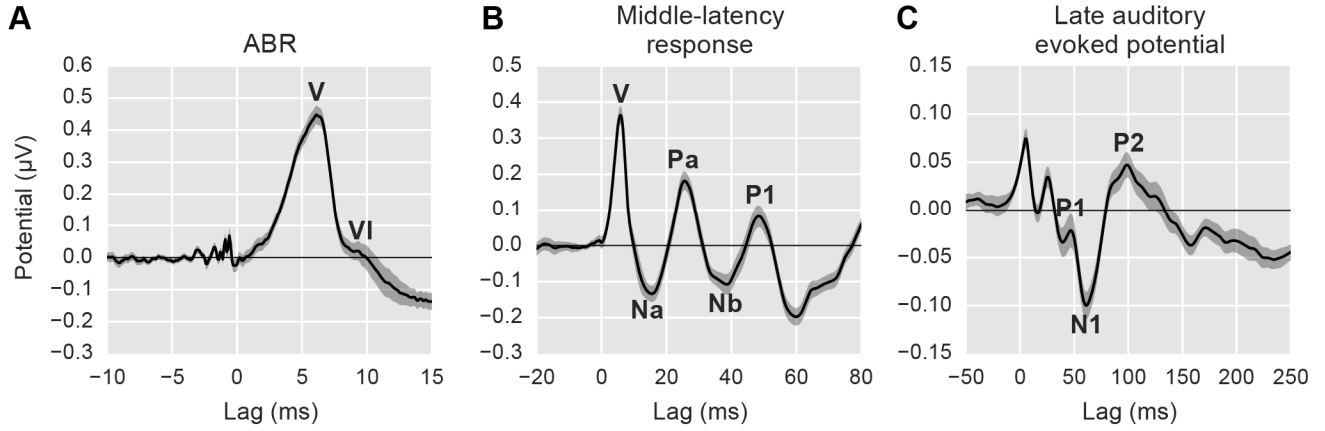 A
ABR
Potential (μV)
0.6
0.5
0.4
0.3
0.2
0.1
0.0
−0.1
−0.2
−0.3
V
VI
−10 −5 0 5 10 15
Lag (ms)
B
Middle-latency
response
0.5
0.4
0.3
0.2
0.1
0.0
−0.1
−0.2
−0.3
V
Pa
P1
Na
Nb
−20 0 20 40 60 80
Lag (ms)
C
Late auditory
evoked potential
0.15
0.10
0.05
0.00
−0.05
−0.10
−0.15
P2
P1
N1
−50 0 50 100 150 200 250
Lag (ms)